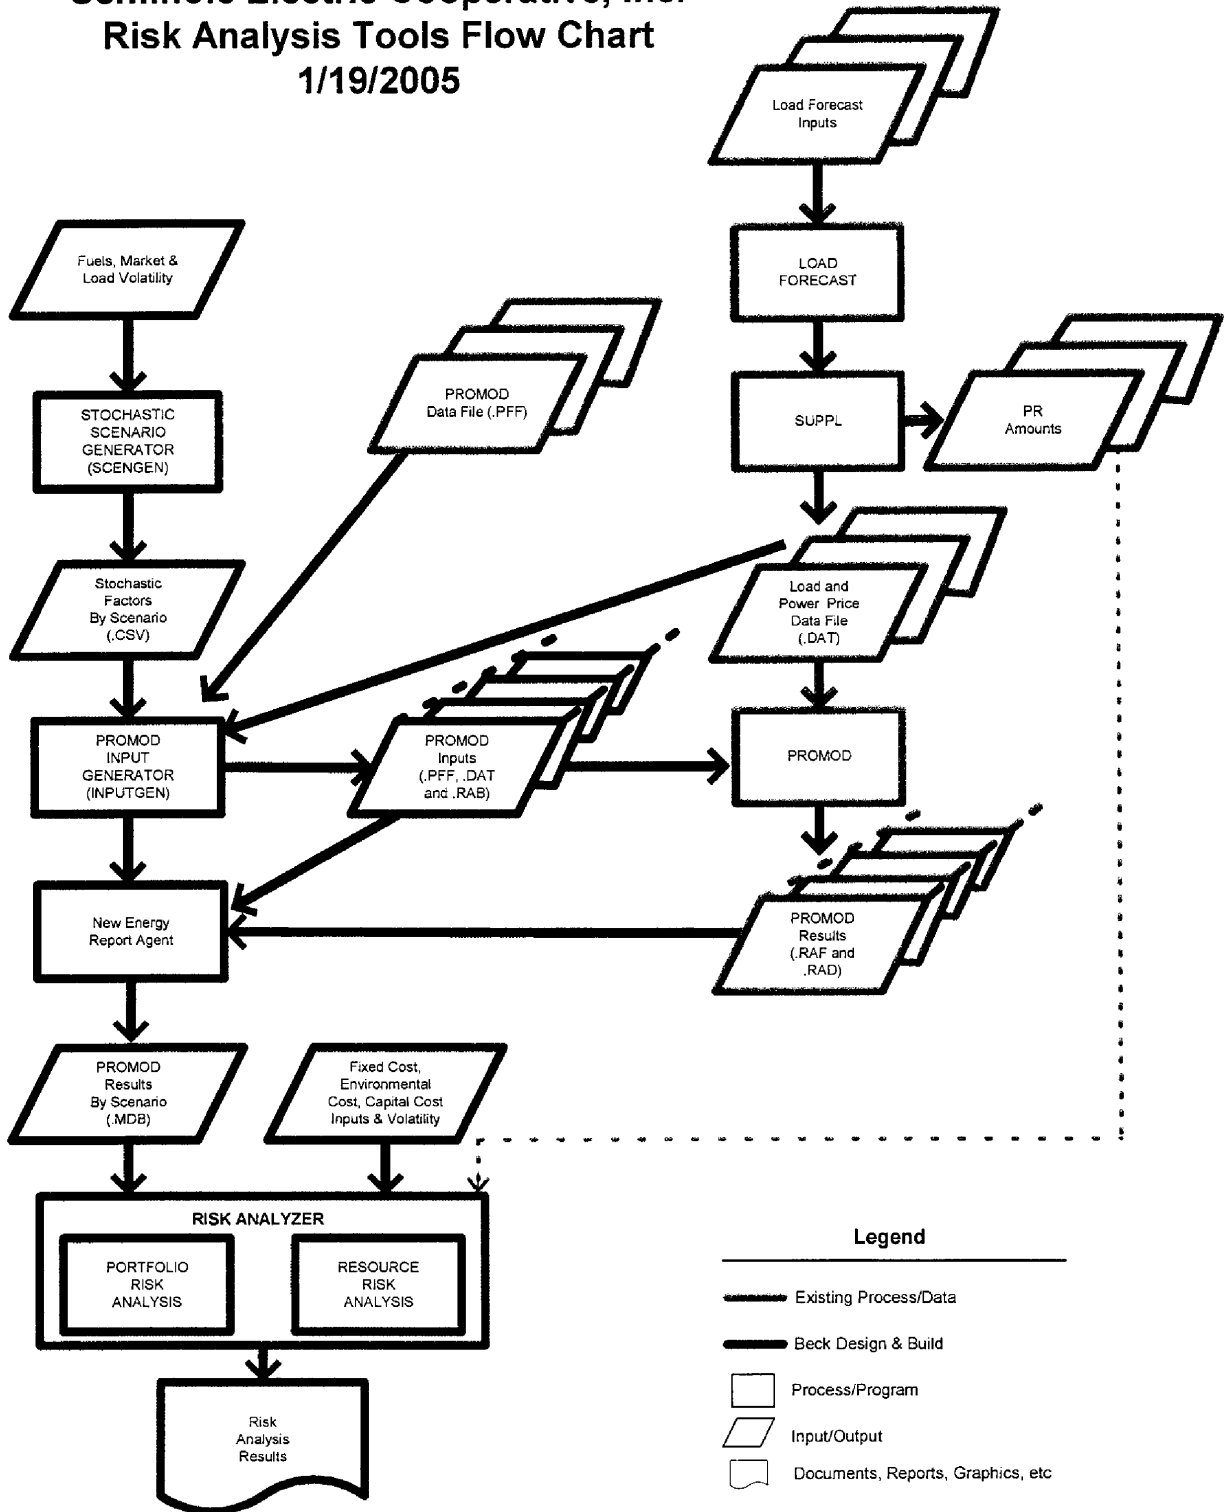 Seminole Electric Cooperative, Inc.
Risk Analysis Tools Flow Chart
1/19/2005
Load Forecast
Inputs
LOAD
FORECAST
Fuels, Market &
Load Volatility
PROMOD
Data File (.PFF)
STOCHASTIC
SCENARIO
GENERATOR
(SCENGEN)
SUPPL
PR
Amounts
Stochastic
Factors
By Scenario
(.CSV)
Load and
Power Price
Data File
(.DAT)
PROMOD
INPUT
GENERATOR
(INPUTGEN)
PROMOD
Inputs
(.PFF, .DAT
and .RAB)
PROMOD
New Energy
Report Agent
PROMOD
Results
(.RAF and
.RAD)
PROMOD
Results
By Scenario
(.MDB)
Fixed Cost,
Environmental
Cost, Capital Cost
Inputs & Volatility
RISK ANALYZER
PORTFOLIO
RISK
ANALYSIS
RESOURCE
RISK
ANALYSIS
Risk
Analysis
Results
Legend
Existing Process/Data
Beck Design & Build
Process/Program
Input/Output
Documents, Reports, Graphics, etc